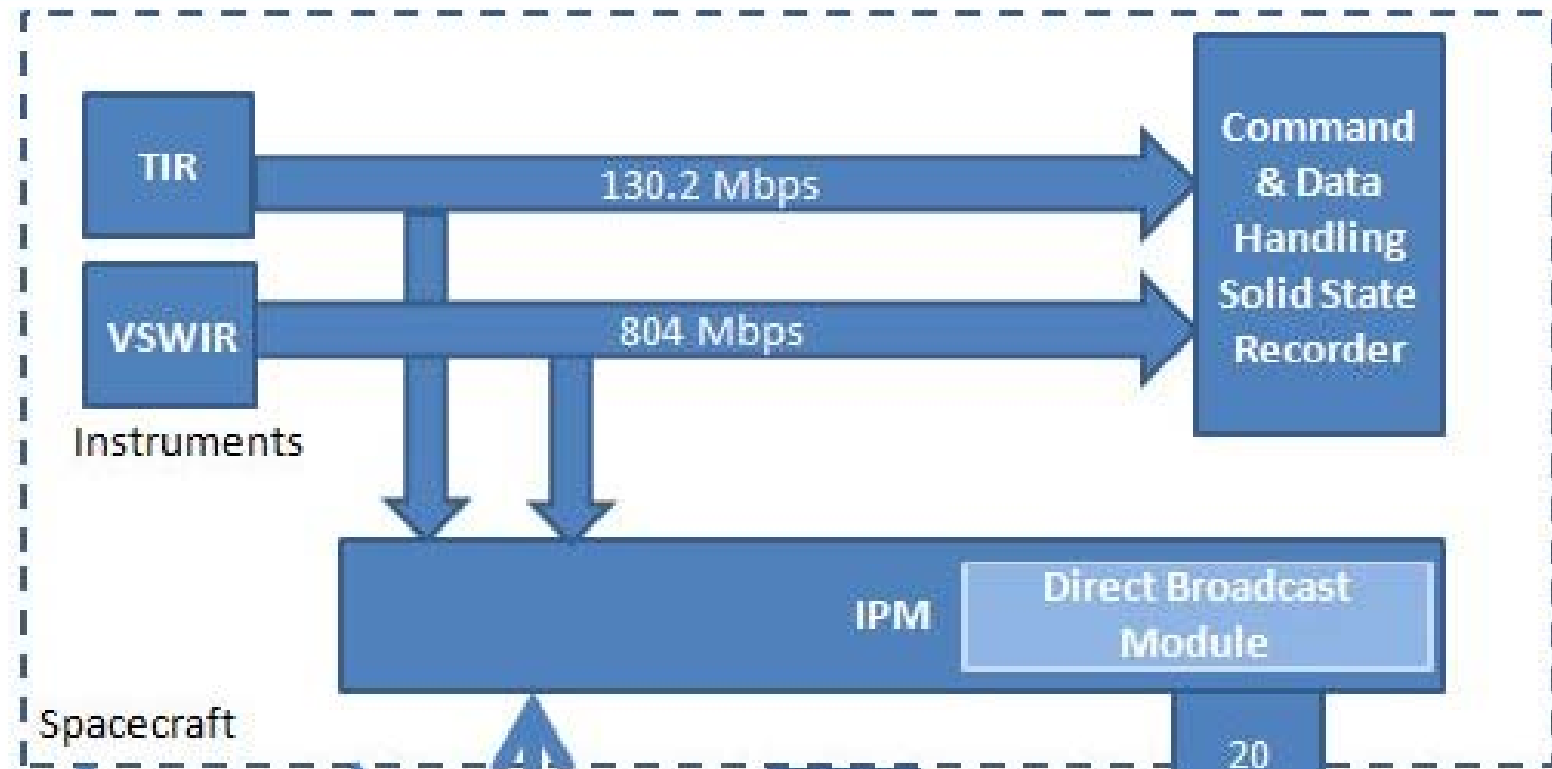 TIR
130.2 Mbps
VSWIR
804 Mbps
Instruments
Command
& Data
Handling
Solid State
Recorder
IPM
Direct Broadcast
Module
Spacecraft
20